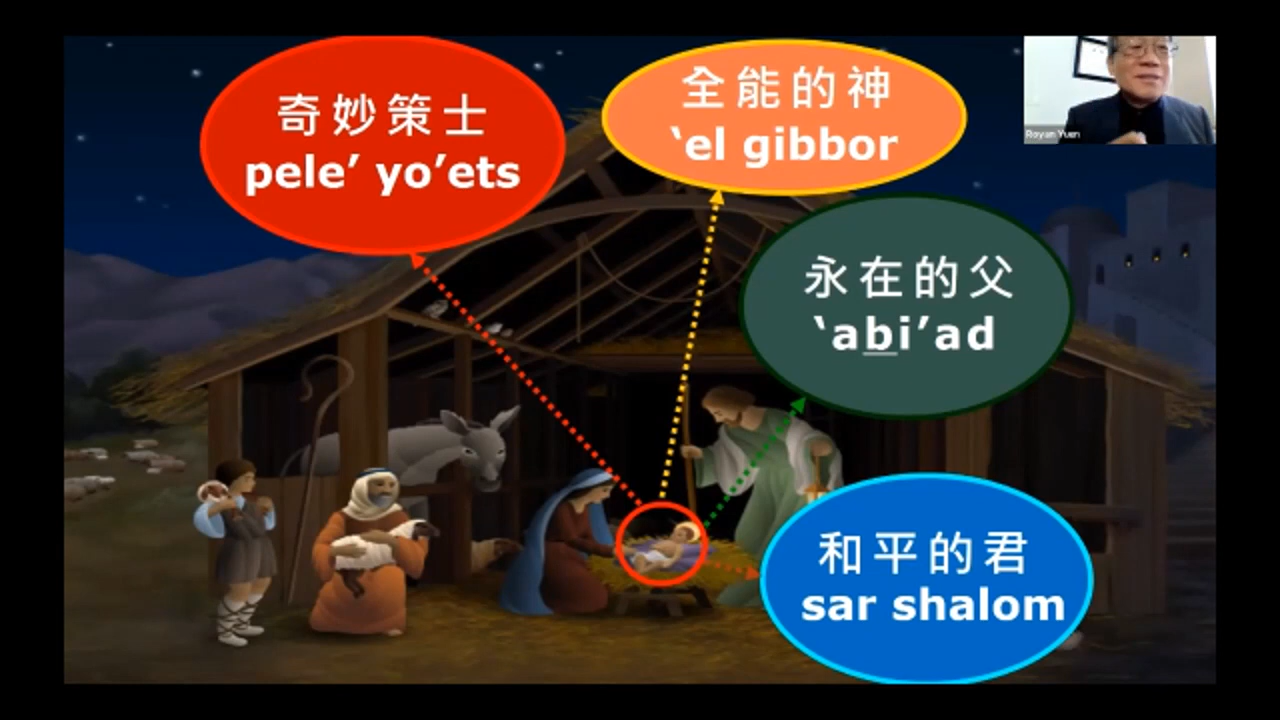 奇妙策士
pele’ yo’ets
全能的神
‘el gibbor
Royan Yuen
永在的父
‘abi’ad
和平的君
sar shalom